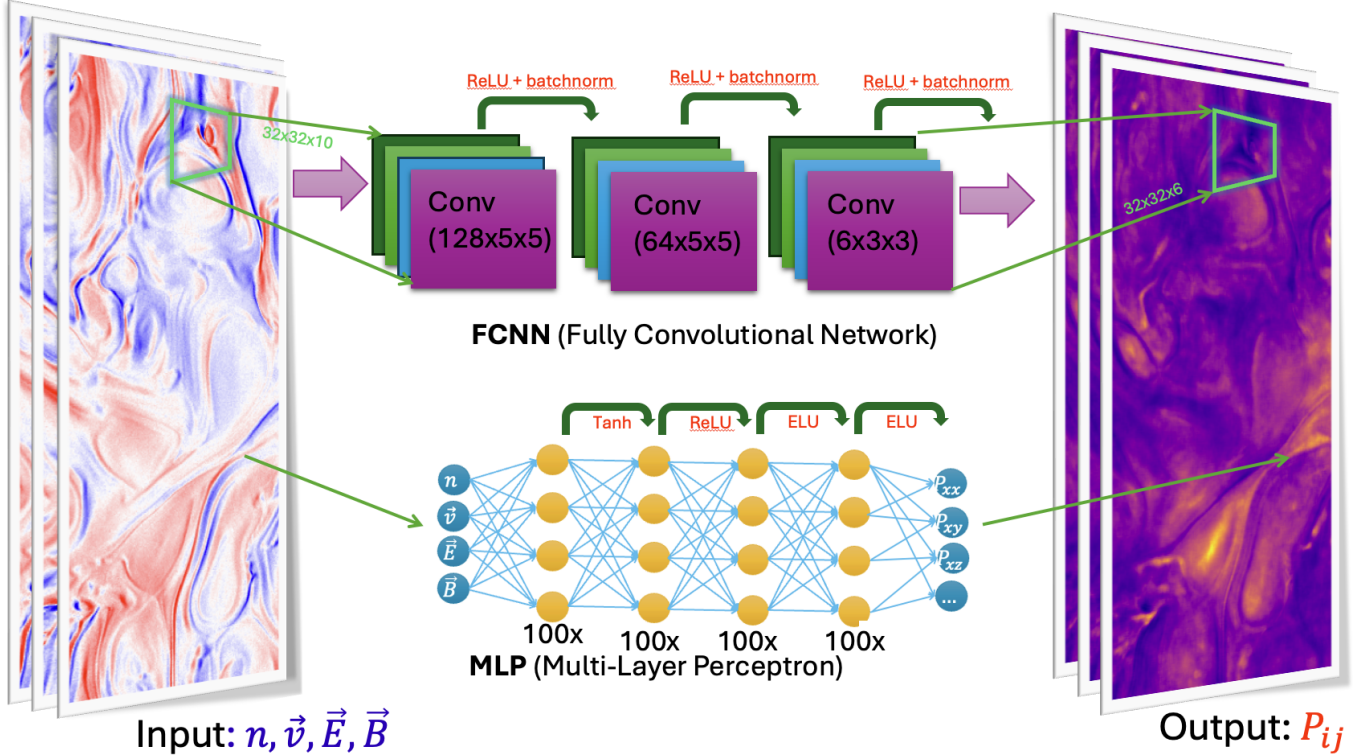 ReLU + batchnorm
ReLU + batchnorm
ReLU + batchnorm
32x32x10
Conv
(128x5x5)
Conv
(64x5x5)
Conv
(6x3x3)
32x32x6
FCNN (Fully Convolutional Network)
Tanh
ReLU
ELU
ELU
n
v⃗
E⃗
B⃗
Pxx
Pxy
Pxz
...
100x
100x
100x
100x
MLP (Multi-Layer Perceptron)
Input: n, v⃗, E⃗, B⃗
Output: Pij